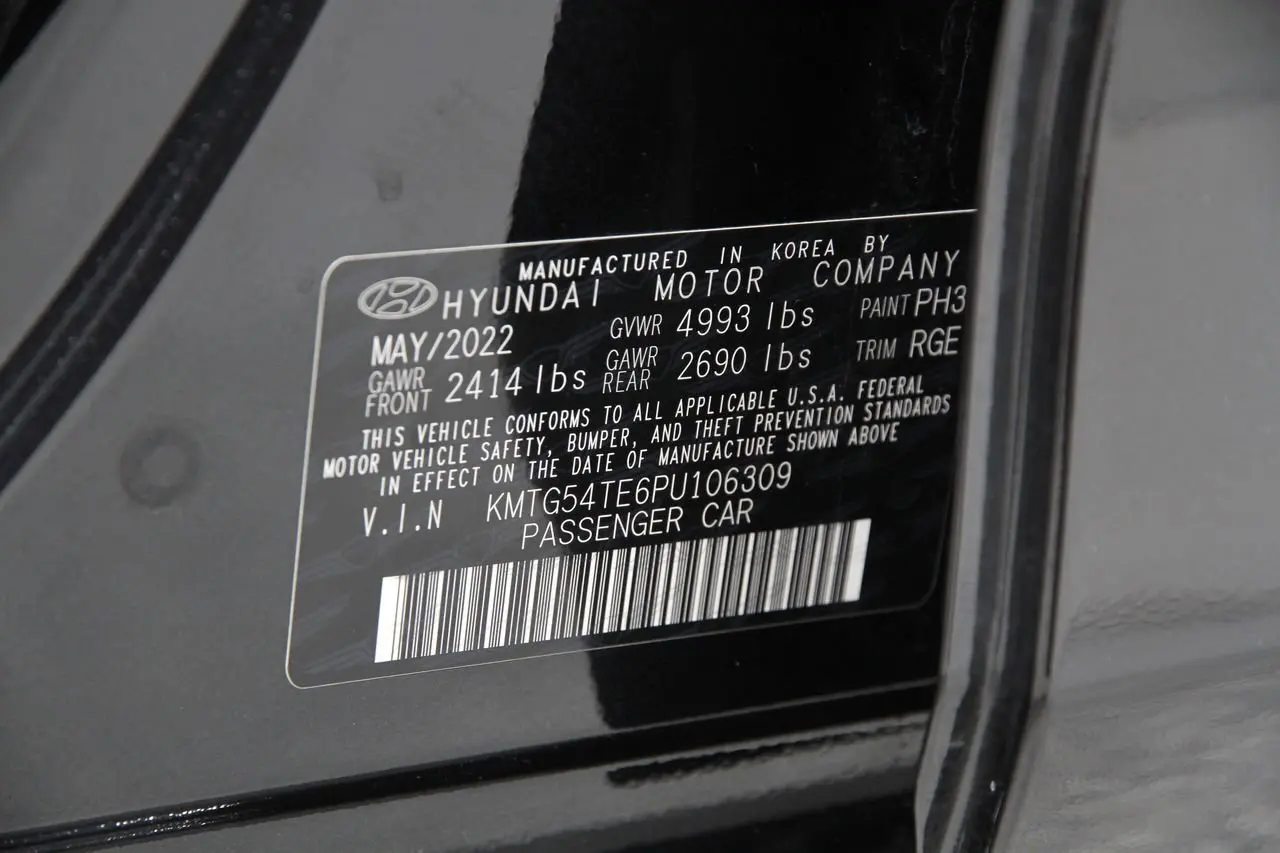 MANUFACTURED IN KOREA BY
HYUNDAI MOTOR COMPANY
MAY/2022 GVWR 4993 lbs PAINT PH3
GAWR FRONT 2414 lbs GAWR REAR 2690 lbs TRIM RGE
THIS VEHICLE CONFORMS TO ALL APPLICABLE U.S.A. FEDERAL
MOTOR VEHICLE SAFETY, BUMPER, AND THEFT PREVENTION STANDARDS
IN EFFECT ON THE DATE OF MANUFACTURE SHOWN ABOVE
V.I.N KMTG54TE6PU106309
PASSENGER CAR